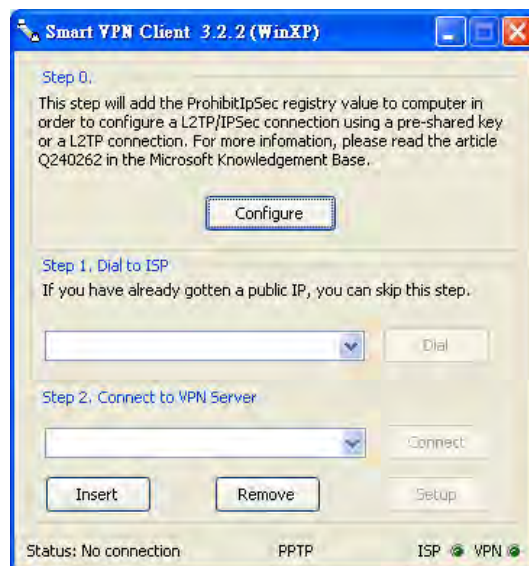 Smart VPN Client 3.2.2 (WinXP)
Step 0.
This step will add the ProhibitIpSec registry value to computer in
order to configure a L2TP/IPSec connection using a pre-shared key
or a L2TP connection. For more infomation, please read the article
Q240262 in the Microsoft Knowledgement Base.
Configure
Step 1. Dial to ISP
If you have already gotten a public IP, you can skip this step.
Dial
Step 2. Connect to VPN Server
Connect
Insert Remove Setup
Status: No connection PPTP ISP VPN